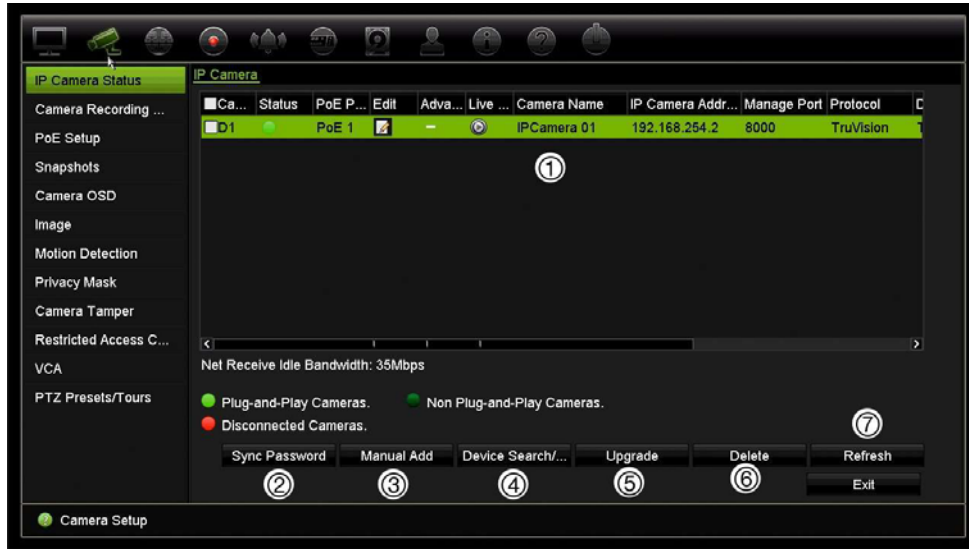 IP Camera Status
Camera Recording ...
PoE Setup
Snapshots
Camera OSD
Image
Motion Detection
Privacy Mask
Camera Tamper
Restricted Access C...
VCA
PTZ Presets/Tours
IP Camera
Ca... Status PoE P... Edit Adva... Live ... Camera Name IP Camera Addr... Manage Port Protocol D
D1 PoE 1 – IPCamera 01 192.168.254.2 8000 TruVision T
①
Net Receive Idle Bandwidth: 35Mbps
Plug-and-Play Cameras. Non Plug-and-Play Cameras.
Disconnected Cameras.
⑦
Sync Password Manual Add Device Search/... Upgrade Delete Refresh
② ③ ④ ⑤ ⑥ Exit
Camera Setup